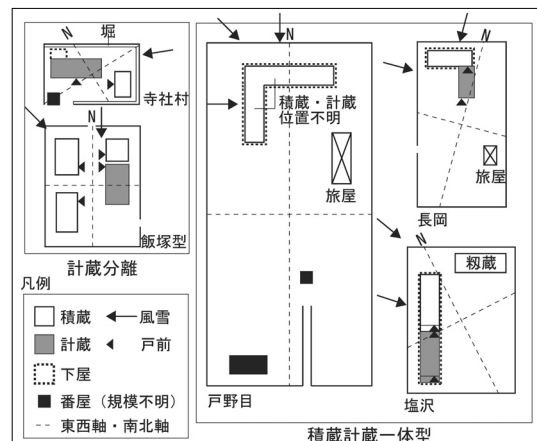 堀
N
寺社村
N
飯塚型
計蔵分離
凡例
積蔵 風雪
計蔵 戸前
下屋
番屋（規模不明）
東西軸・南北軸
N
積蔵・計蔵
位置不明
旅屋
戸野目
N
旅屋
長岡
N
籾蔵
塩沢
積蔵計蔵一体型